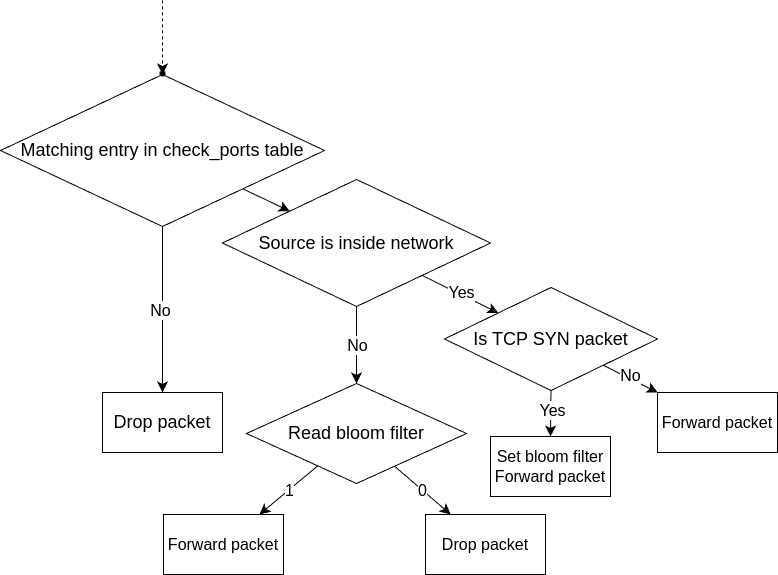 Matching entry in check_ports table
Source is inside network
Yes
No
Is TCP SYN packet
No
No
Yes
Drop packet
Read bloom filter
Forward packet
Set bloom filter
Forward packet
1
0
Forward packet
Drop packet